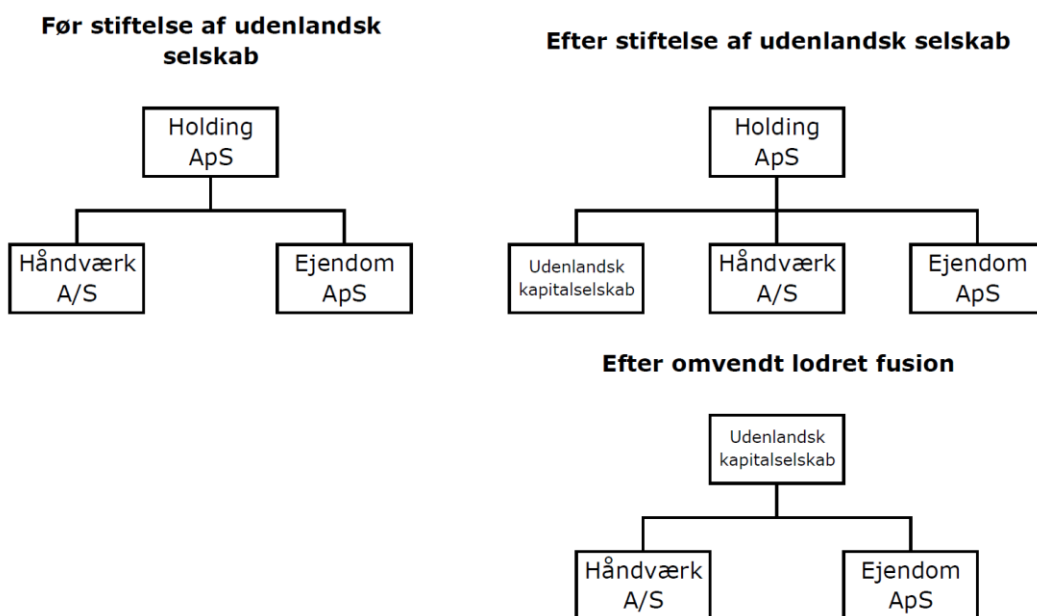 Før stiftelse af udenlandsk
selskab
Holding
ApS
Håndværk
A/S
Ejendom
ApS
Efter stiftelse af udenlandsk selskab
Holding
ApS
Udenlandsk
kapitalselskab
Håndværk
A/S
Ejendom
ApS
Efter omvendt lodret fusion
Udenlandsk
kapitalselskab
Håndværk
A/S
Ejendom
ApS